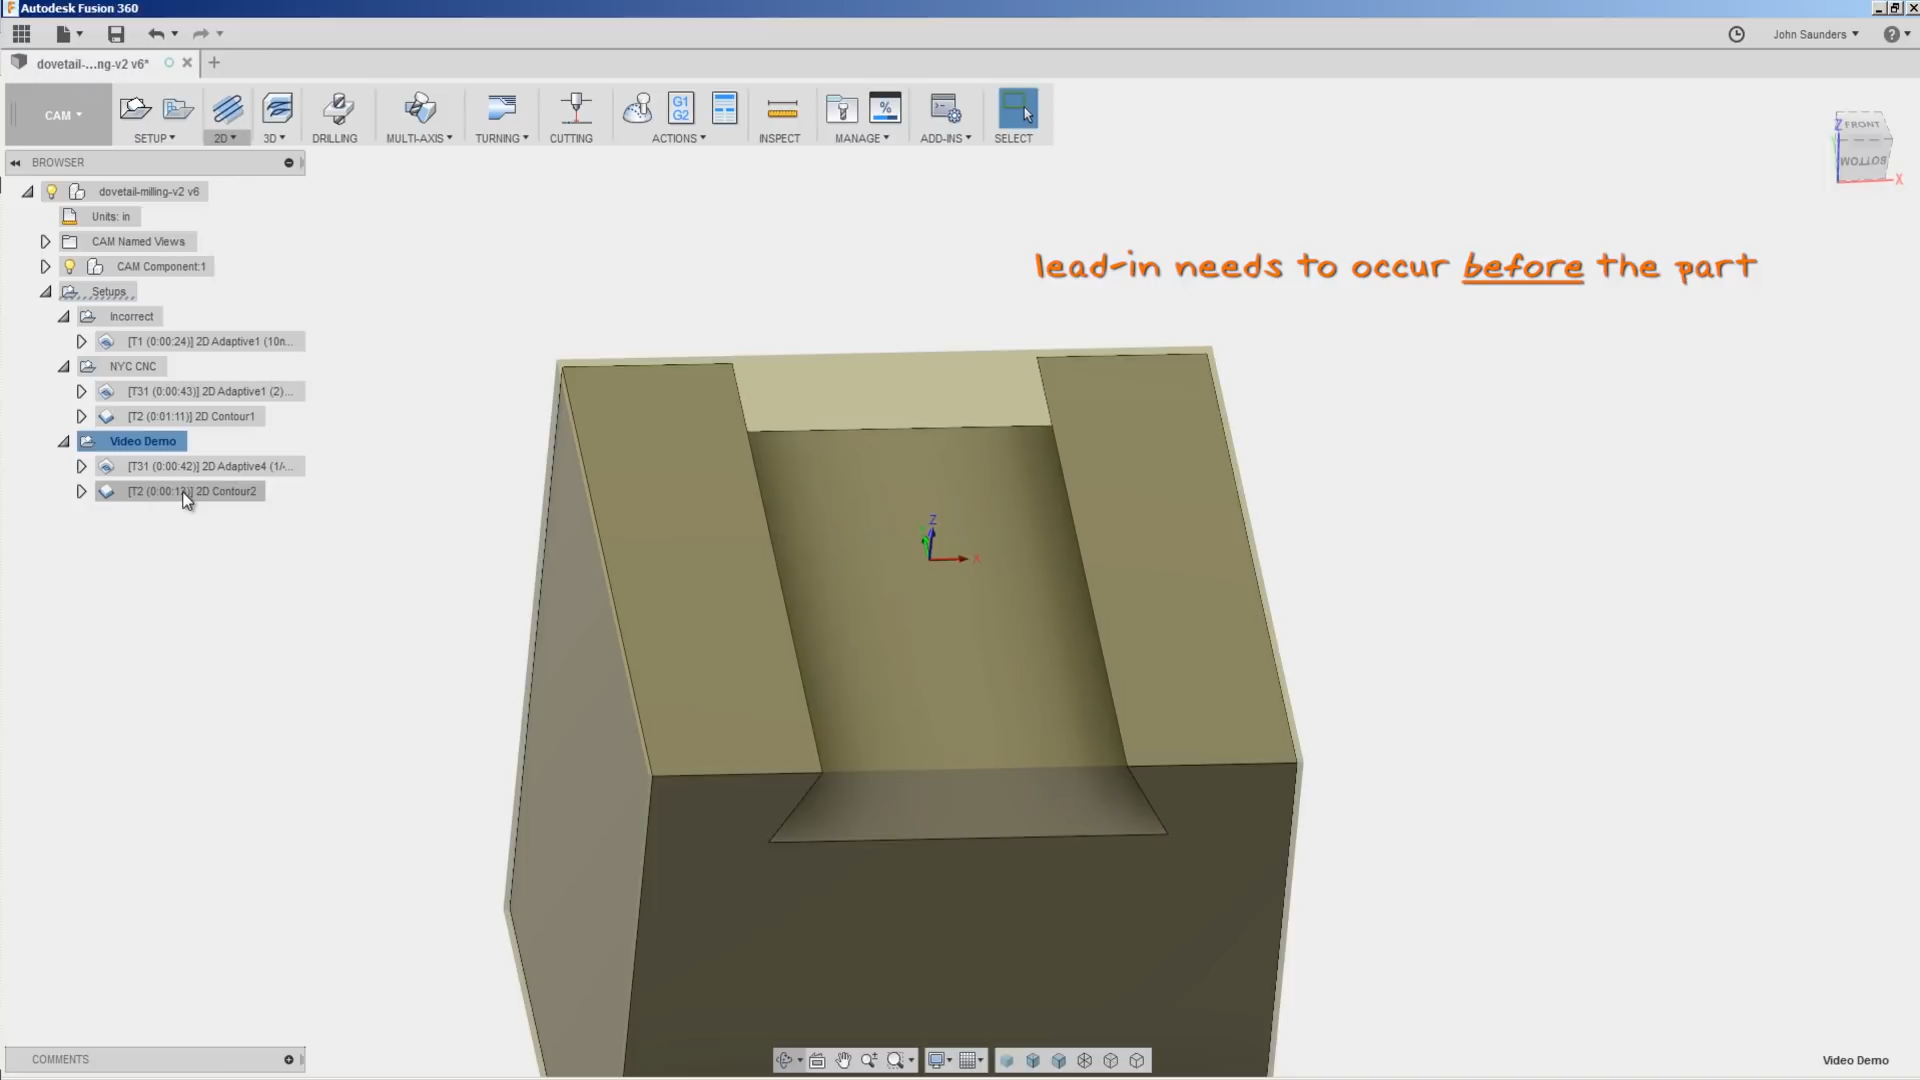 Autodesk Fusion 360
John Saunders
dovetail-...ng-v2 v6*
CAM
SETUP
2D
3D
DRILLING
MULTI-AXIS
TURNING
CUTTING
G1
G2
ACTIONS
INSPECT
%
MANAGE
ADD-INS
SELECT
FRONT
BOTTOM
Z
X
BROWSER
dovetail-milling-v2 v6
Units: in
CAM Named Views
CAM Component:1
Setups
Incorrect
[T1 (0:00:24)] 2D Adaptive1 (10n...
NYC CNC
[T31 (0:00:43)] 2D Adaptive1 (2)...
[T2 (0:01:11)] 2D Contour1
Video Demo
[T31 (0:00:42)] 2D Adaptive4 (1/-...
2D Contour2
lead-in needs to occur before the part
Z
X
COMMENTS
Video Demo